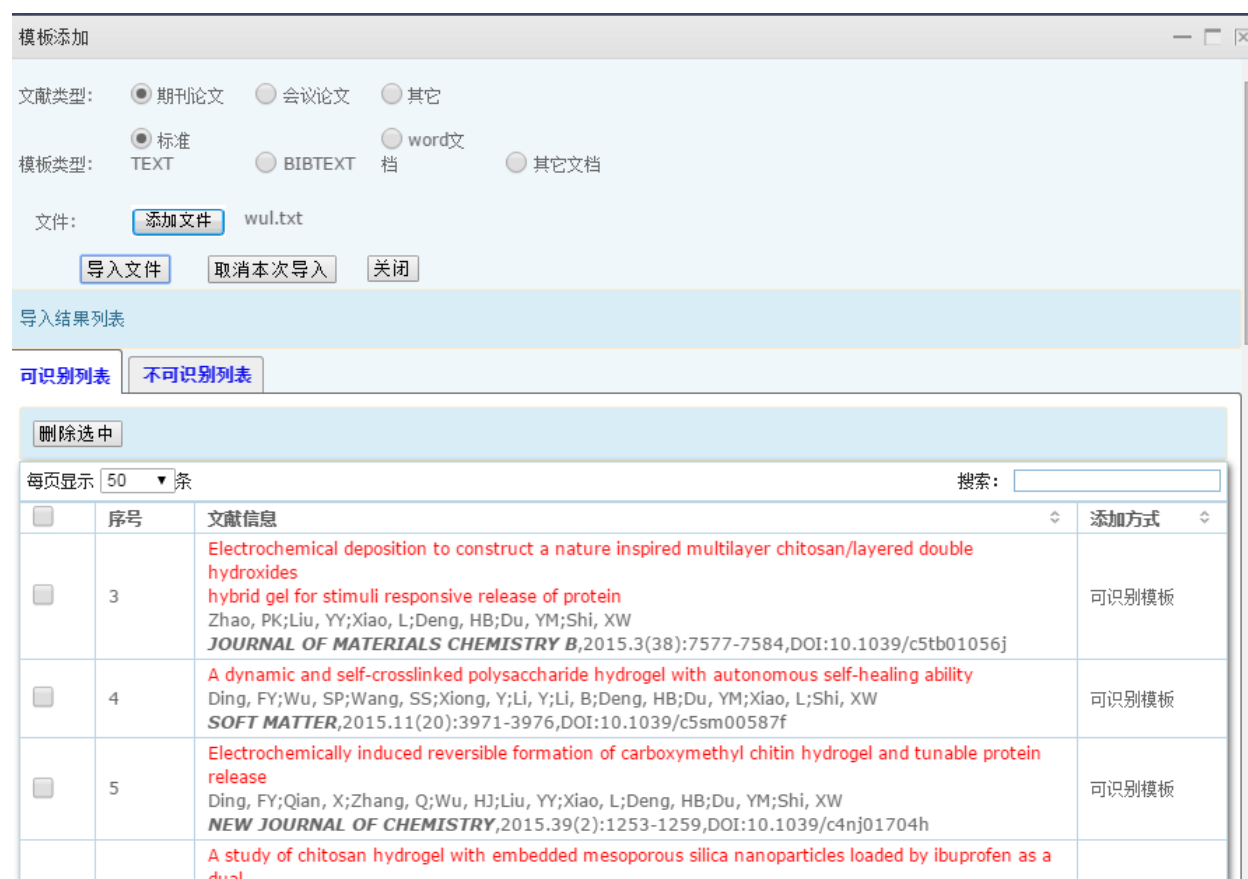 模板添加
文献类型: 期刊论文 会议论文 其它
模板类型: 标准TEXT BIBTEXT word文档 其它文档
文件: 添加文件 wul.txt
导入文件 取消本次导入 关闭
导入结果列表
可识别列表 不可识别列表
删除选中
每页显示 50 条 搜索:
序号 文献信息 添加方式
Electrochemical deposition to construct a nature inspired multilayer chitosan/layered double
hydroxides
3 hybrid gel for stimuli responsive release of protein 可识别模板
Zhao, PK;Liu, YY;Xiao, L;Deng, HB;Du, YM;Shi, XW
JOURNAL OF MATERIALS CHEMISTRY B,2015.3(38):7577-7584,DOI:10.1039/c5tb01056j
A dynamic and self-crosslinked polysaccharide hydrogel with autonomous self-healing ability
4 Ding, FY;Wu, SP;Wang, SS;Xiong, Y;Li, Y;Li, B;Deng, HB;Du, YM;Xiao, L;Shi, XW 可识别模板
SOFT MATTER,2015.11(20):3971-3976,DOI:10.1039/c5sm00587f
Electrochemically induced reversible formation of carboxymethyl chitin hydrogel and tunable protein
release
5 Ding, FY;Qian, X;Zhang, Q;Wu, HJ;Liu, YY;Xiao, L;Deng, HB;Du, YM;Shi, XW 可识别模板
NEW JOURNAL OF CHEMISTRY,2015.39(2):1253-1259,DOI:10.1039/c4nj01704h
A study of chitosan hydrogel with embedded mesoporous silica nanoparticles loaded by ibuprofen as a
dual